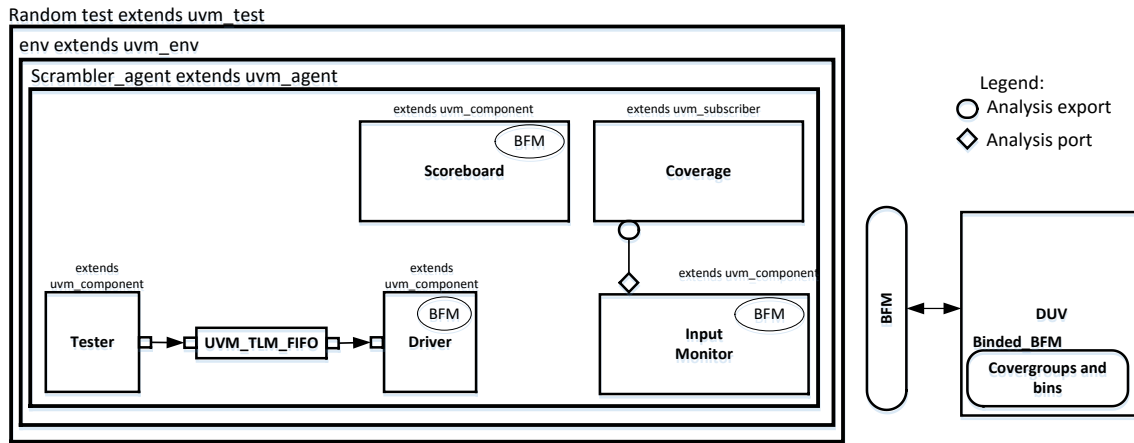 Random test extends uvm_test
env extends uvm_env
Scrambler_agent extends uvm_agent
extends uvm_component
BFM
Scoreboard
extends uvm_subscriber
Coverage
Legend:
Analysis export
Analysis port
extends
uvm_component
Tester
UVM_TLM_FIFO
extends
uvm_component
BFM
Driver
extends uvm_component
BFM
Input
Monitor
BFM
DUV
Binded_BFM
Covergroups and
bins